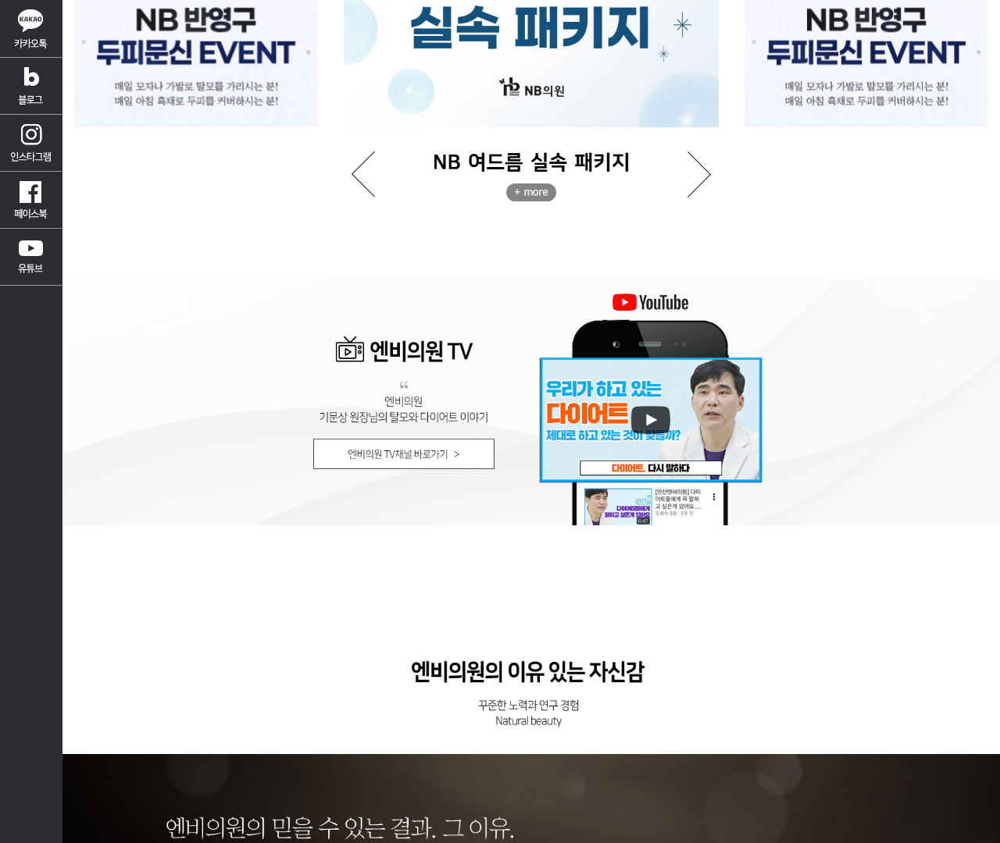 KAKAO
카카오톡
블로그
인스타그램
페이스북
유튜브
NB 반영구
두피문신 EVENT
매일 모자나 가발로 탈모를 가리시는 분!
매일 아침 흑채로 두피를 커버하시는 분!
실속 패키지
NB의원
NB 반영구
두피문신 EVENT
매일 모자나 가발로 탈모를 가리시는 분!
매일 아침 흑채로 두피를 커버하시는 분!
NB 여드름 실속 패키지
+ more
엔비의원 TV
“
엔비의원
기문상 원장님의 탈모와 다이어트 이야기
엔비의원 TV채널 바로가기 >
YouTube
우리가 하고 있는
다이어트
제대로 하고 있는 것이 맞을까?
다이어트, 다시 말하다
다이어터들에게
말하고 싶은게 있어요
0:47
[안산엔비의원] 다이
어트들에게 꼭 말하
고 싶은게 있어요....
조회수 3회 · 2주 전
엔비의원의 이유 있는 자신감
꾸준한 노력과 연구 경험
Natural beauty
엔비의원의 믿을 수 있는 결과. 그 이유.